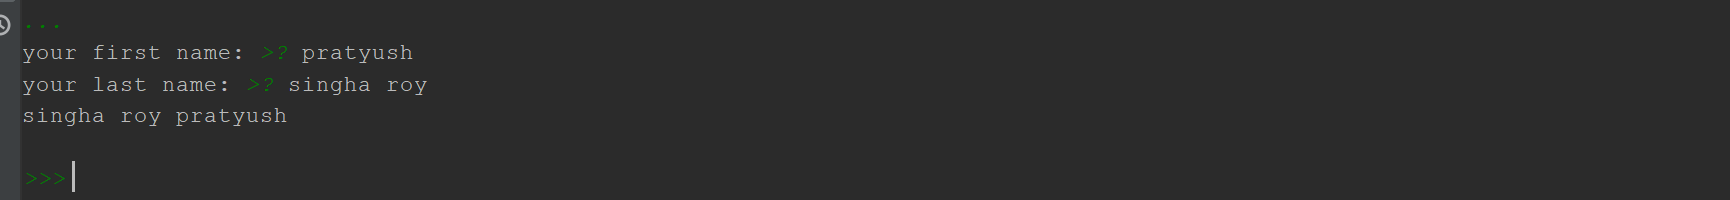 ...
your first name: >? pratyush
your last name: >? singha roy
singha roy pratyush
>>>